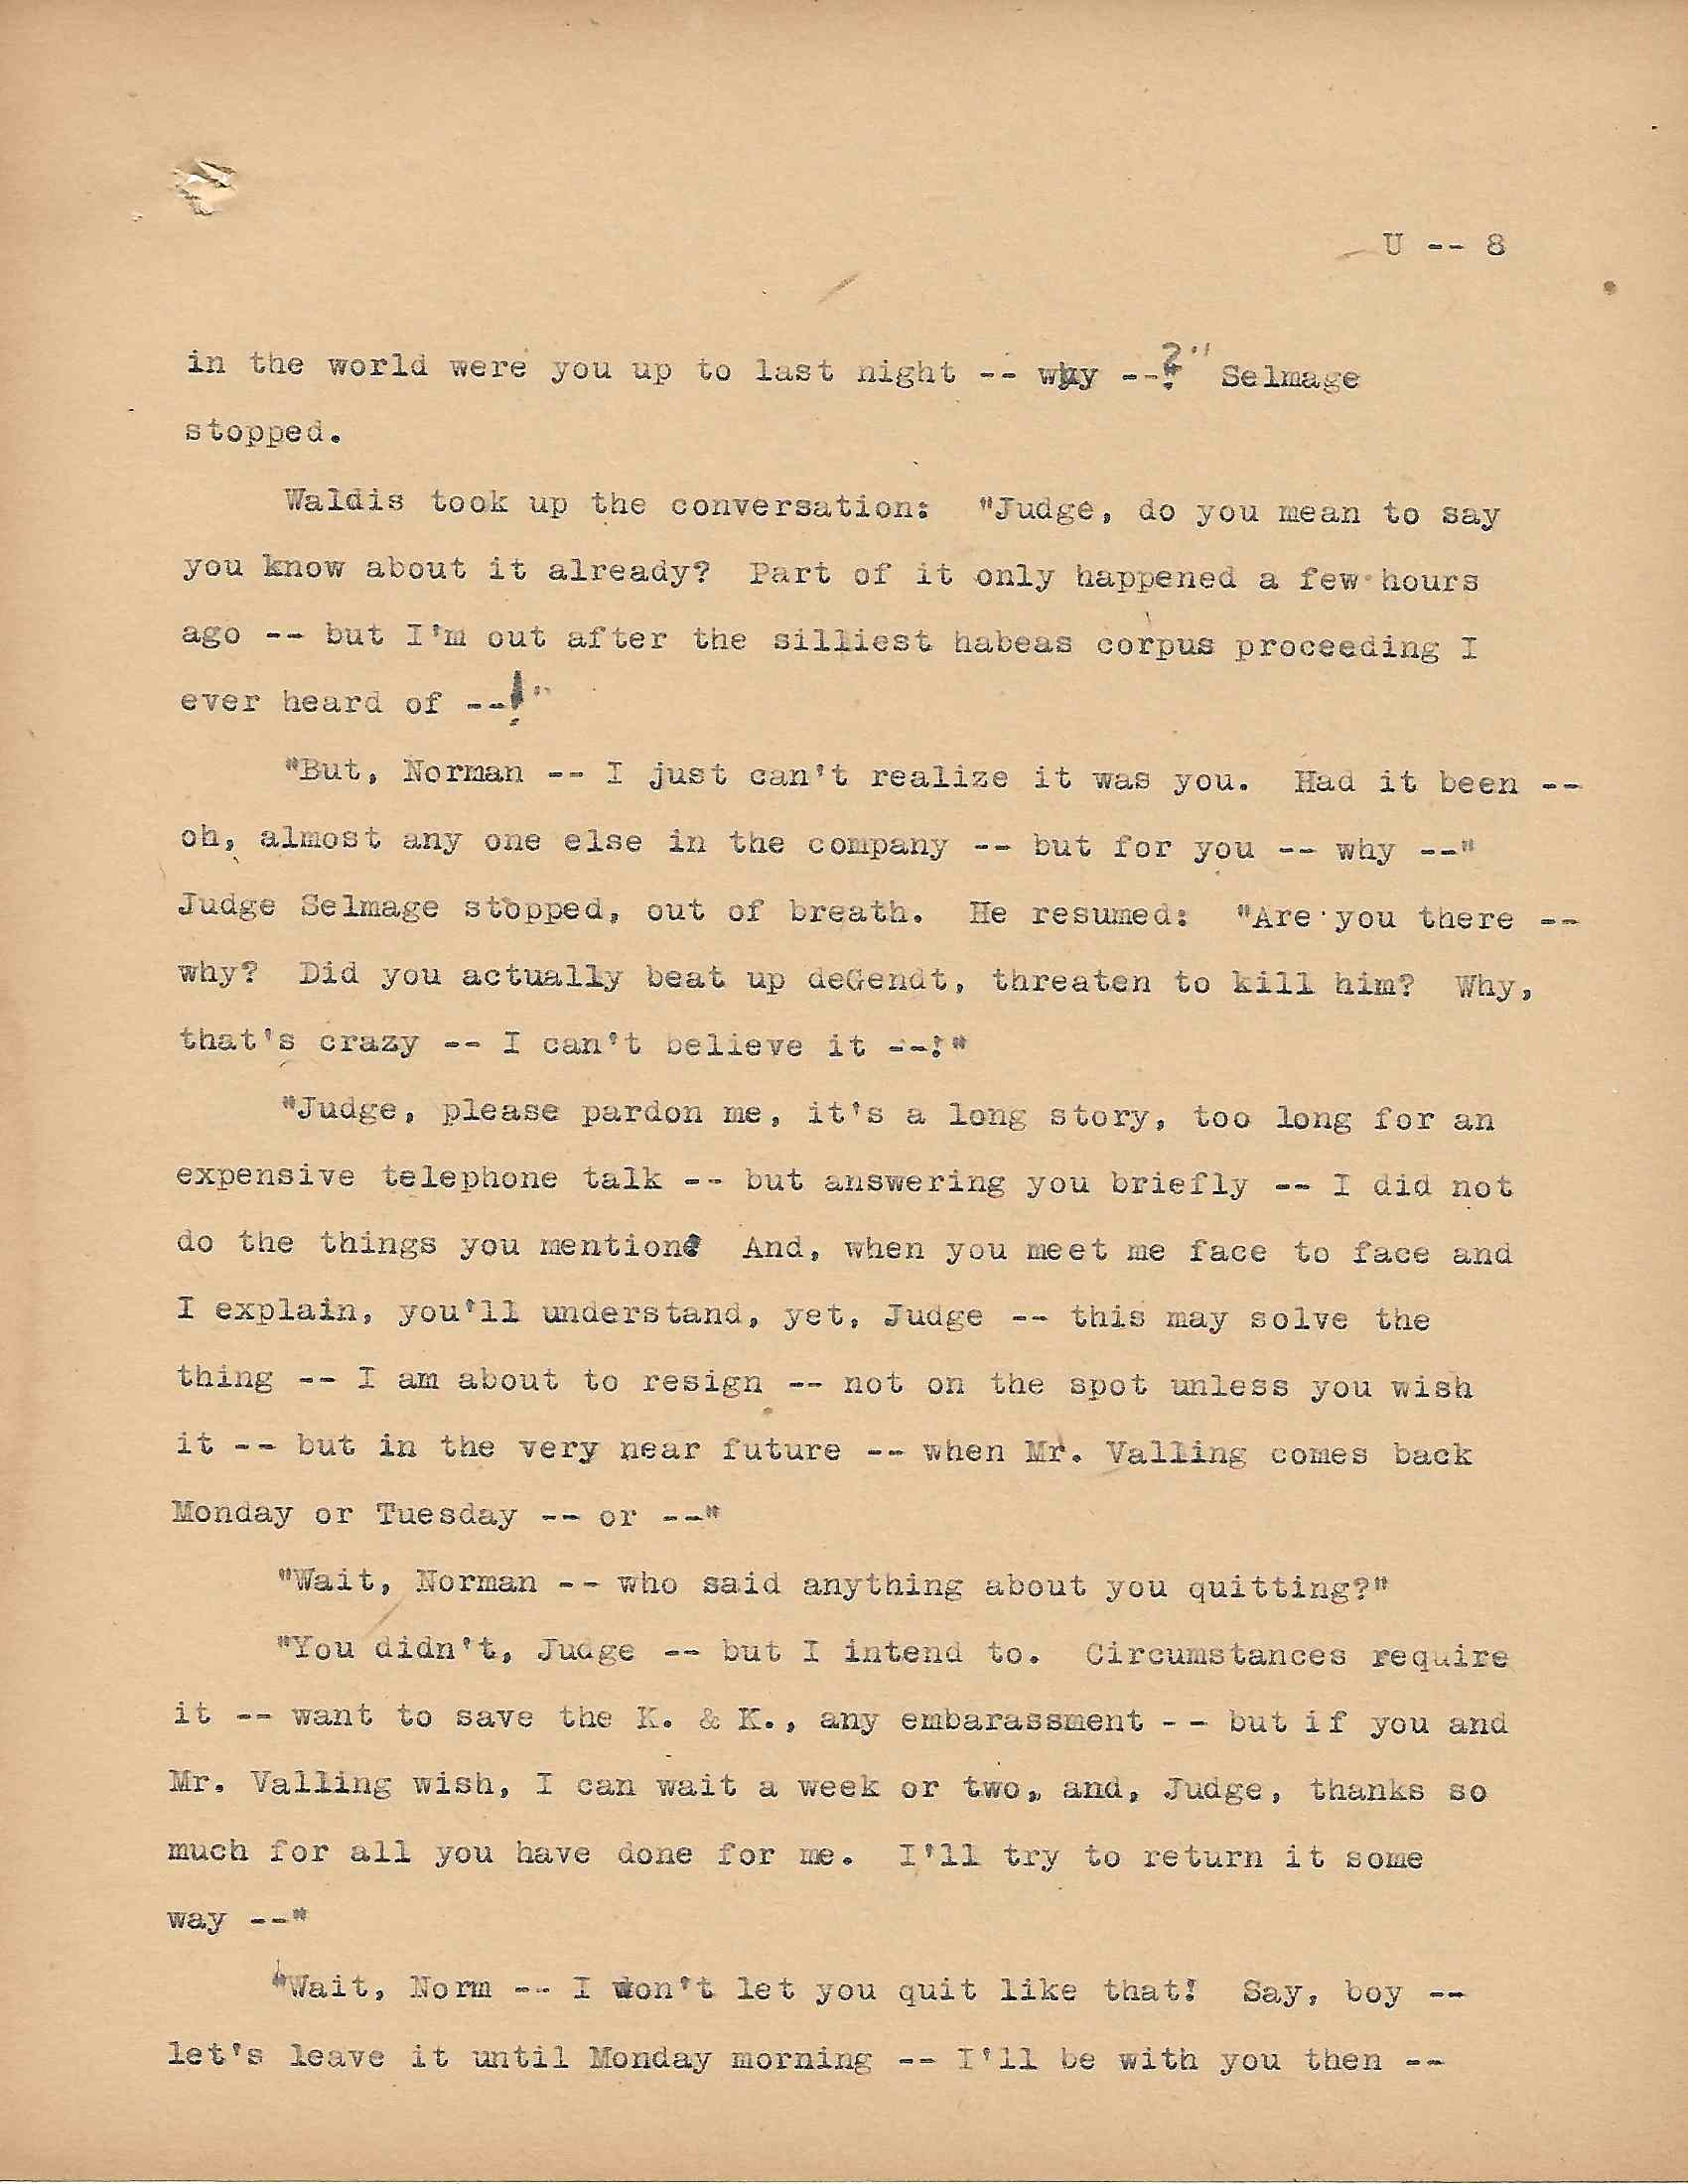 U -- 8
in the world were you up to last night -- why --?" Selmage
stopped.
Waldis took up the conversation: "Judge, do you mean to say
you know about it already? Part of it only happened a few hours
ago -- but I'm out after the silliest habeas corpus proceeding I
ever heard of --!"
"But, Norman -- I just can't realize it was you. Had it been --
oh, almost any one else in the company -- but for you -- why --"
Judge Selmage stopped, out of breath. He resumed: "Are you there --
why? Did you actually beat up deGendt, threaten to kill him? Why,
that's crazy -- I can't believe it --!"
"Judge, please pardon me, it's a long story, too long for an
expensive telephone talk -- but answering you briefly -- I did not
do the things you mention. And, when you meet me face to face and
I explain, you'll understand, yet, Judge -- this may solve the
thing -- I am about to resign -- not on the spot unless you wish
it -- but in the very near future -- when Mr. Valling comes back
Monday or Tuesday -- or --"
"Wait, Norman -- who said anything about you quitting?"
"You didn't, Judge -- but I intend to. Circumstances require
it -- want to save the K. & K., any embarassment -- but if you and
Mr. Valling wish, I can wait a week or two, and, Judge, thanks so
much for all you have done for me. I'll try to return it some
way --"
"Wait, Norm -- I won't let you quit like that! Say, boy --
let's leave it until Monday morning -- I'll be with you then --